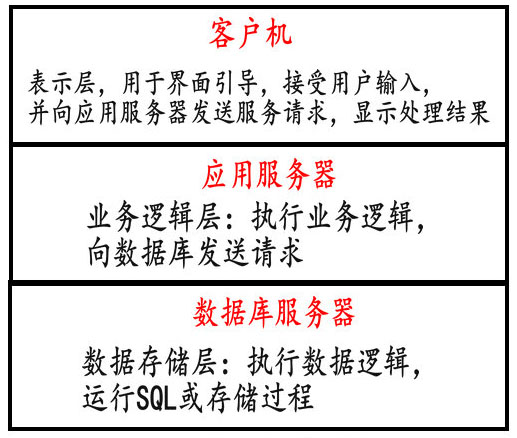 客户机
表示层，用于界面引导，接受用户输入，
并向应用服务器发送服务请求，显示处理结果
应用服务器
业务逻辑层：执行业务逻辑，
向数据库发送请求
数据库服务器
数据存储层：执行数据逻辑，
运行SQL或存储过程